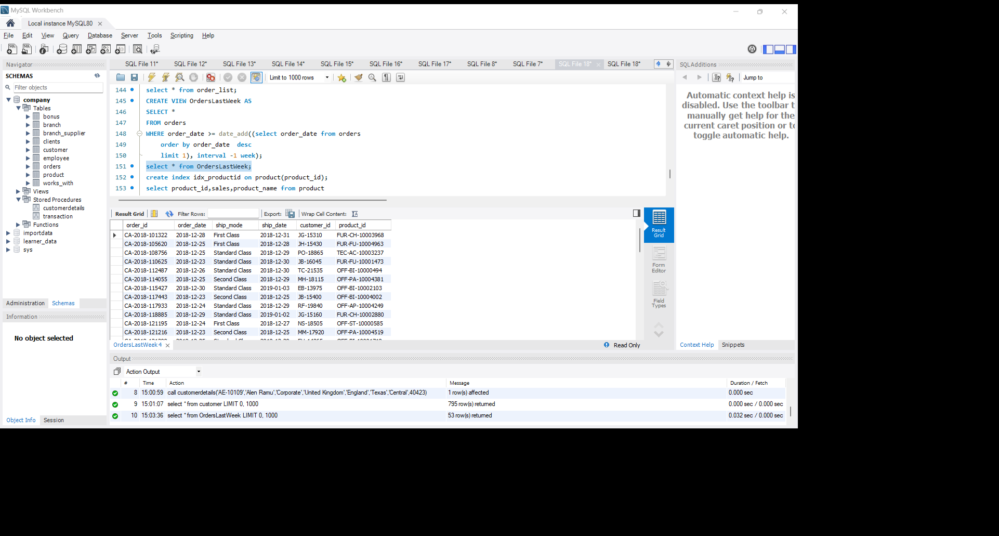 MySQL Workbench
Local instance MySQL80
File Edit View Query Database Server Tools Scripting Help
Navigator
SCHEMAS
Filter objects
company
Tables
bonus
branch
branch_supplier
clients
customer
employee
orders
product
works_with
Views
Stored Procedures
customerdetails
transaction
Functions
importdata
learner_data
sys
Administration Schemas
Information
No object selected
Object Info Session
SQL File 11* SQL File 12* SQL File 13* SQL File 14* SQL File 15* SQL File 16* SQL File 17* SQL File 8* SQL File 7* SQL File 18* SQL File 18*
Limit to 1000 rows
144 select * from order_list;
145 CREATE VIEW OrdersLastWeek AS
146 SELECT *
147 FROM orders
148 WHERE order_date >= date_add((select order_date from orders
149 order by order_date desc
150 limit 1), interval -1 week);
151 select * from OrdersLastWeek;
152 create index idx_productid on product(product_id);
153 select product_id,sales,product_name from product
Result Grid Filter Rows: Export: Wrap Cell Content:
order_id order_date ship_mode ship_date customer_id product_id
CA-2018-101322 2018-12-28 First Class 2018-12-31 JG-15310 FUR-CH-10003968
CA-2018-105620 2018-12-25 First Class 2018-12-28 JH-15430 FUR-FU-10004963
CA-2018-108756 2018-12-25 Standard Class 2018-12-29 PO-18865 TEC-AC-10003237
CA-2018-110625 2018-12-23 Standard Class 2018-12-30 JB-16045 FUR-FU-10001473
CA-2018-112487 2018-12-26 Standard Class 2018-12-30 TC-21535 OFF-BI-10000494
CA-2018-114055 2018-12-25 Second Class 2018-12-29 MH-18115 OFF-PA-10004381
CA-2018-115427 2018-12-30 Standard Class 2019-01-03 EB-13975 OFF-BI-10002103
CA-2018-117443 2018-12-23 Second Class 2018-12-25 JB-15400 OFF-BI-10004002
CA-2018-117933 2018-12-24 Standard Class 2018-12-29 RF-19840 OFF-AP-10004249
CA-2018-118885 2018-12-29 Standard Class 2019-01-02 JG-15160 FUR-CH-10002880
CA-2018-121195 2018-12-24 First Class 2018-12-27 NS-18505 OFF-ST-10000585
CA-2018-121216 2018-12-23 Second Class 2018-12-25 MM-17920 OFF-PA-10004519
Result
Grid
Form
Editor
Field
Types
OrdersLastWeek 4 Read Only
SQLAdditions
Jump to
Automatic context help is
disabled. Use the toolbar t
manually get help for the
current caret position or to
toggle automatic help.
Context Help Snippets
Output
Action Output
# Time Action Message Duration / Fetch
8 15:00:59 call customerdetails('AE-10109','Alen Ramu','Corporate','United Kingdom','England','Texas','Central',40423) 1 row(s) affected 0.000 sec
9 15:01:07 select * from customer LIMIT 0, 1000 795 row(s) returned 0.000 sec / 0.000 sec
10 15:03:36 select * from OrdersLastWeek LIMIT 0, 1000 53 row(s) returned 0.032 sec / 0.000 sec